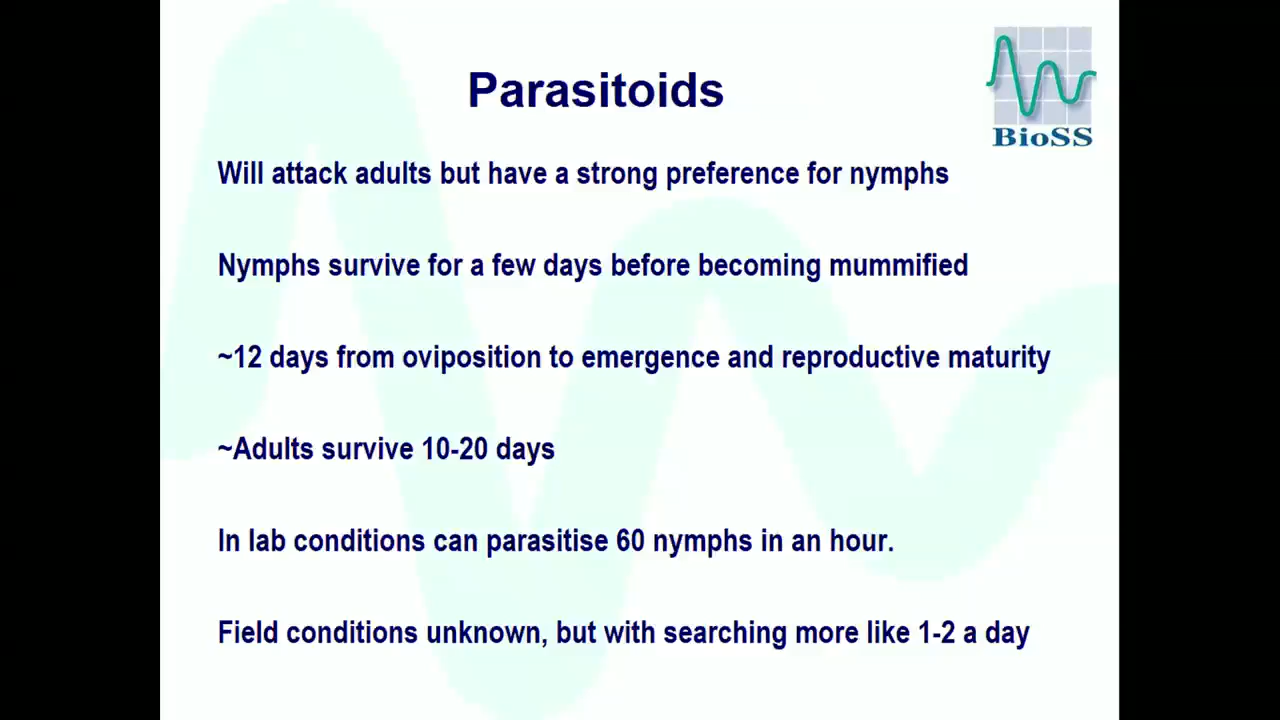 Parasitoids
BioSS
Will attack adults but have a strong preference for nymphs
Nymphs survive for a few days before becoming mummified
~12 days from oviposition to emergence and reproductive maturity
~Adults survive 10-20 days
In lab conditions can parasitise 60 nymphs in an hour.
Field conditions unknown, but with searching more like 1-2 a day